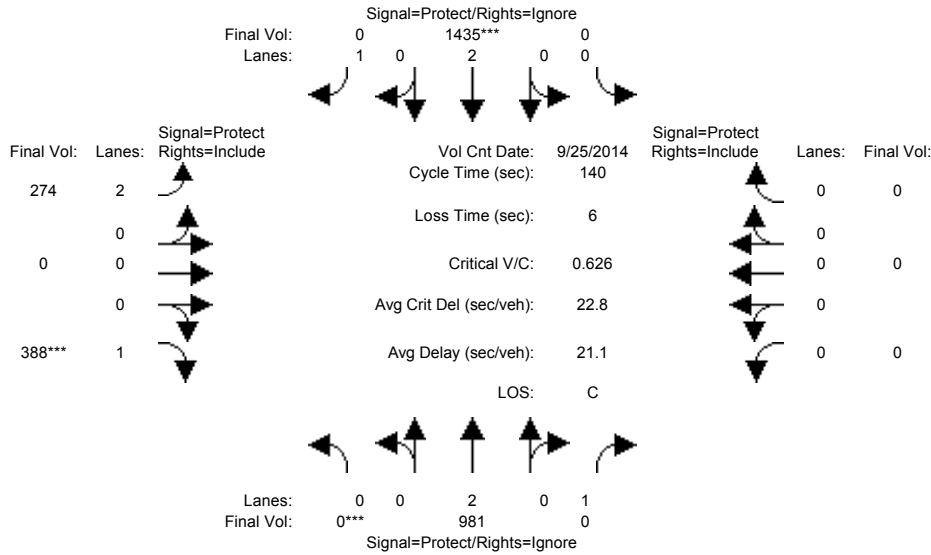 Signal=Protect/Rights=Ignore
Final Vol: 0 1435*** 0
Lanes: 1 0 2 0 0
Signal=Protect Signal=Protect
Final Vol: Lanes: Rights=Include Vol Cnt Date: 9/25/2014 Rights=Include Lanes: Final Vol:
Cycle Time (sec): 140
274 2 0 0
Loss Time (sec): 6
0 0
0 0 Critical V/C: 0.626 0 0
0 Avg Crit Del (sec/veh): 22.8 0
388*** 1 Avg Delay (sec/veh): 21.1 0 0
LOS: C
Lanes: 0 0 2 0 1
Final Vol: 0*** 981 0
Signal=Protect/Rights=Ignore